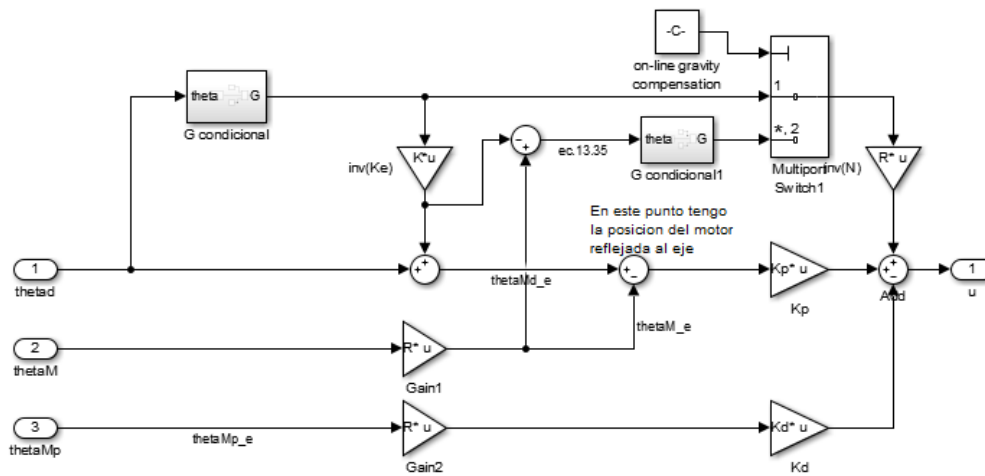 -C-
on-line gravity
compensation
theta G
G condicional
1
*, 2
K*u
inv(Ke)
ec.13.35
theta G
G condicional1
Multiport
Switch1
inv(N)
R* u
En este punto tengo
la posicion del motor
reflejada al eje
1
thetad
thetaMd_e
Kp* u
Kp
Add
1
u
2
thetaM
R* u
Gain1
thetaM_e
3
thetaMp
thetaMp_e
R* u
Gain2
Kd* u
Kd